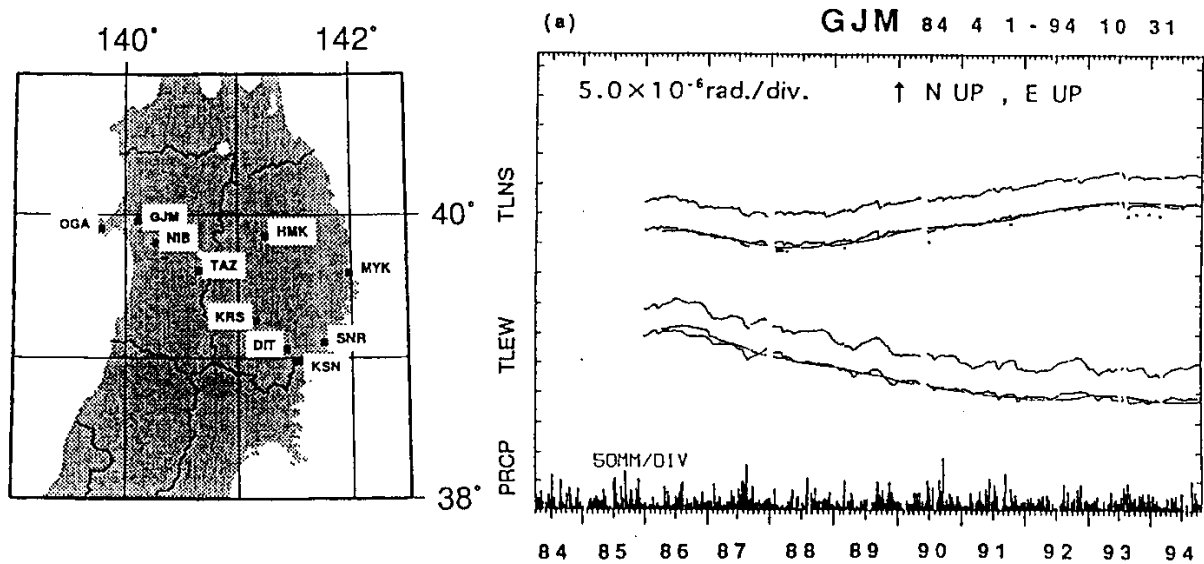 140° 142°
OGA GJM
NIB HMK
TAZ MYK
KRS
DIT SNR
KSN
40°
38°
(a) GJM 84 4 1 - 94 10 31
5.0×10⁻⁶rad./div. ↑ N UP , E UP
TLNS
TLEW
PRCP
50MM/DIV
84 85 86 87 88 89 90 91 92 93 94